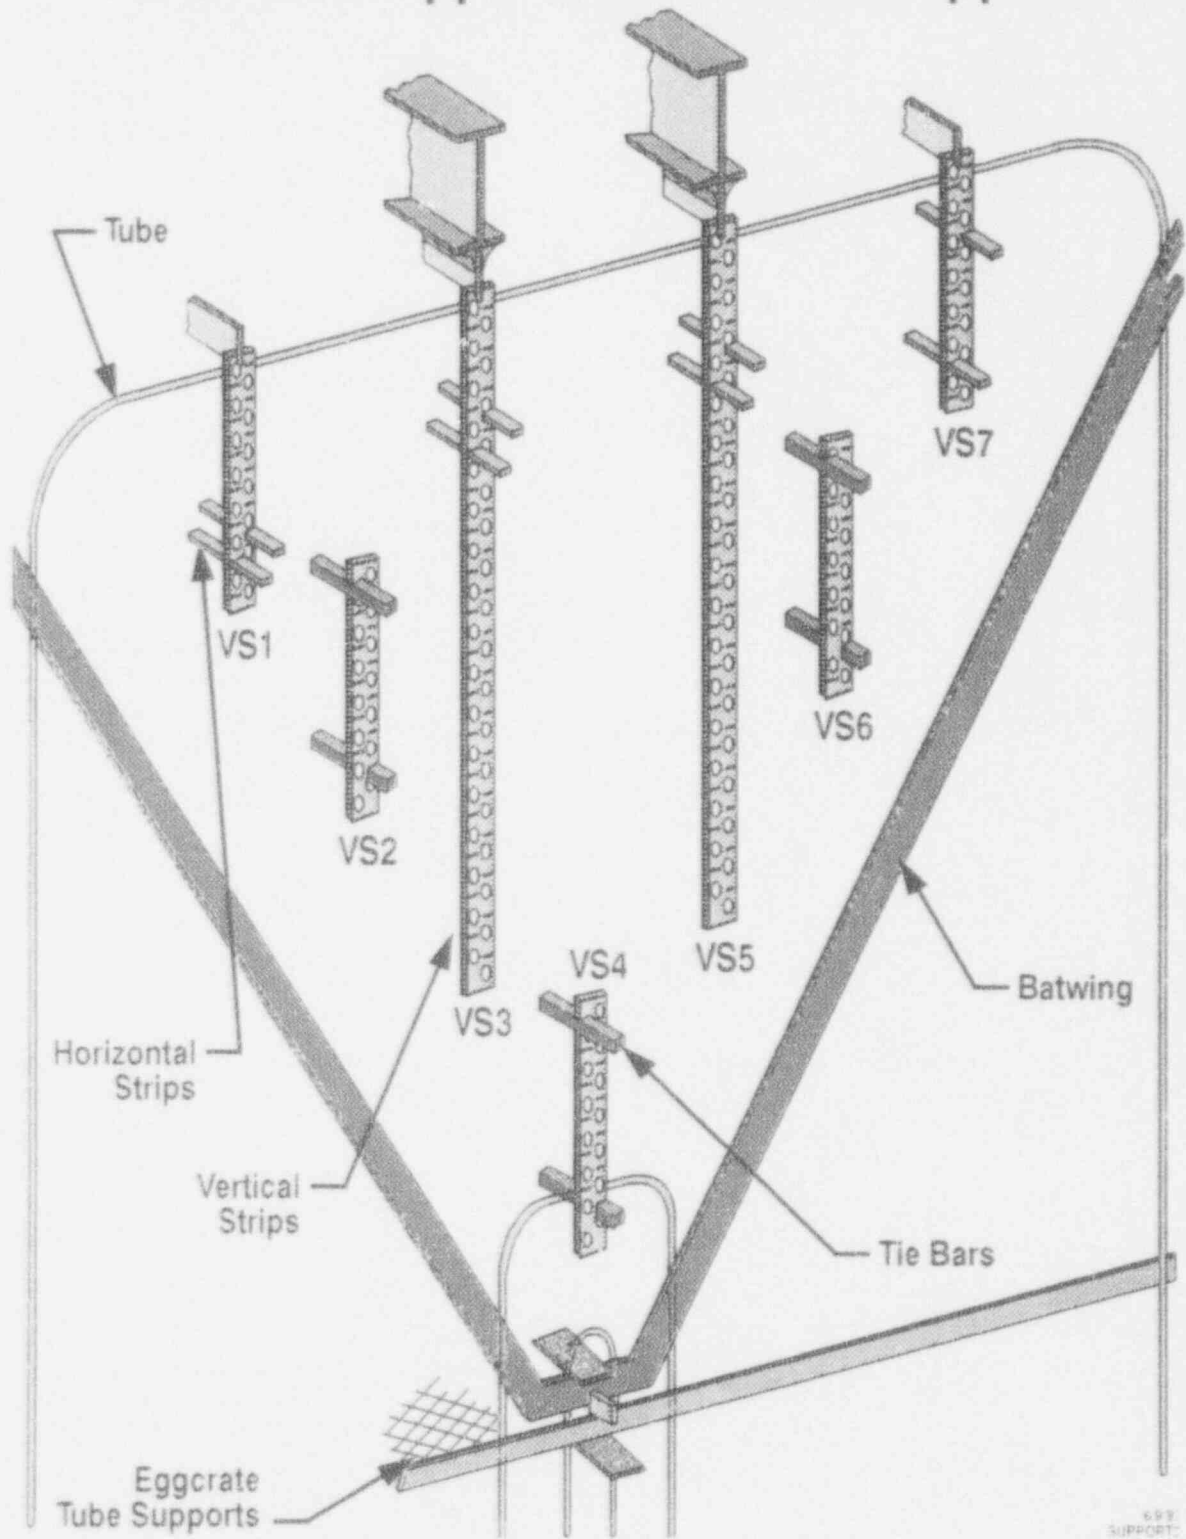 Tube
VS7
VS1
VS6
VS2
VS5
VS4
Batwing
VS3
Horizontal
Strips
Vertical
Strips
Tie Bars
Eggcrate
Tube Supports